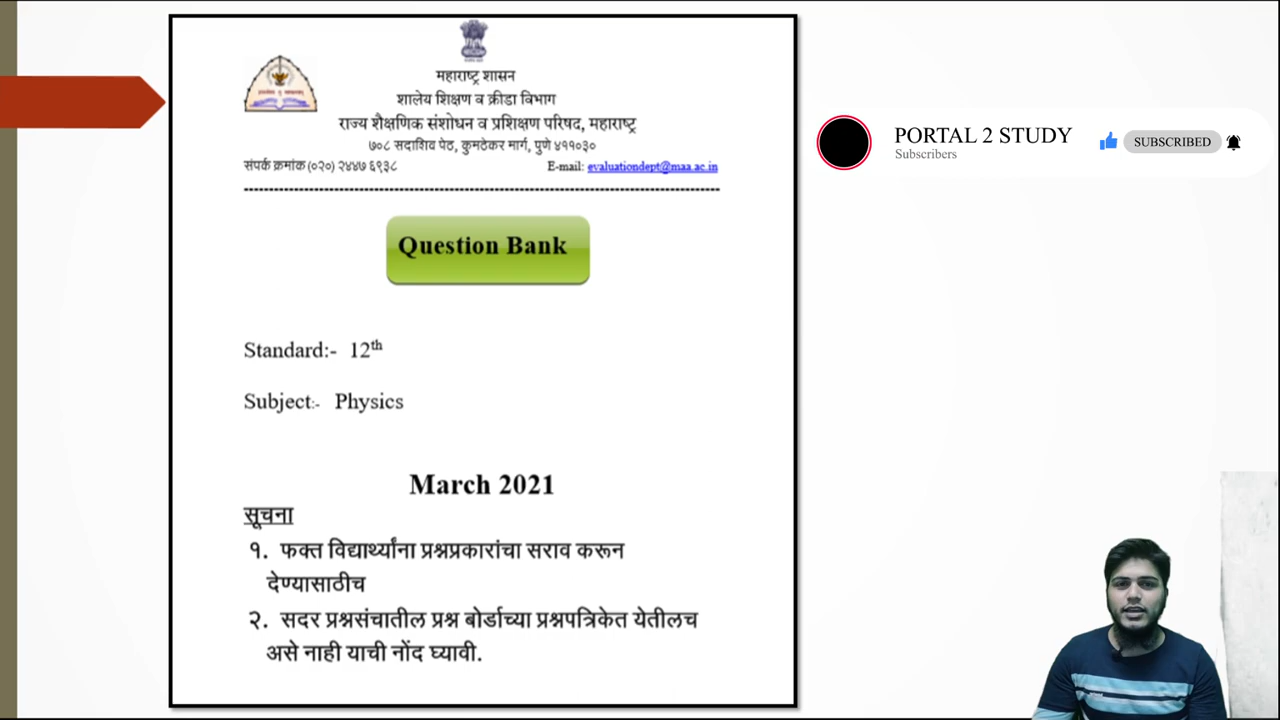 महाराष्ट्र शासन
शालेय शिक्षण व क्रीडा विभाग
राज्य शैक्षणिक संशोधन व प्रशिक्षण परिषद, महाराष्ट्र
७०८ सदाशिव पेठ, कुमठेकर मार्ग, पुणे ४११०३०
संपर्क क्रमांक (०२०) २४४७ ६९३८ E-mail: evaluationdept@maa.ac.in
Question Bank
Standard:- 12th
Subject:- Physics
March 2021
सूचना
१. फक्त विद्यार्थ्यांना प्रश्नप्रकारांचा सराव करून
देण्यासाठीच
२. सदर प्रश्नसंचातील प्रश्न बोर्डाच्या प्रश्नपत्रिकेत येतीलच
असे नाही याची नोंद घ्यावी.
PORTAL 2 STUDY
Subscribers
SUBSCRIBED